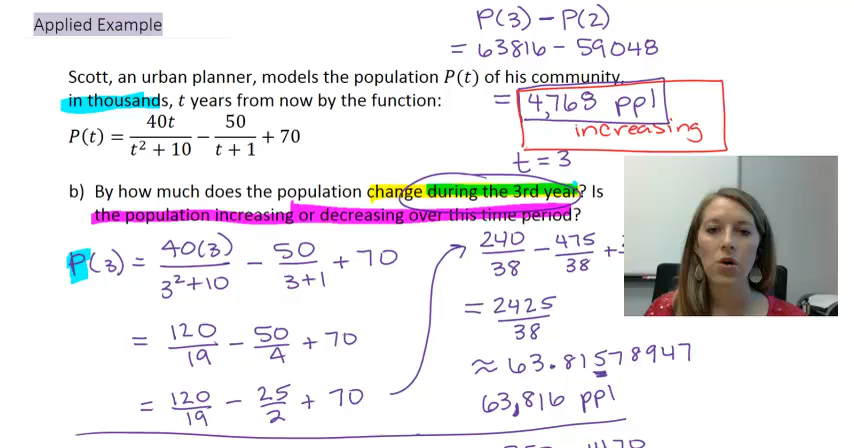 Applied Example
P(3) – P(2)
= 63816 – 59048
= 4,768 ppl
increasing
Scott, an urban planner, models the population P(t) of his community,
in thousands, t years from now by the function:
P(t) = 40t/(t² + 10) − 50/(t + 1) + 70
t = 3
b) By how much does the population change during the 3rd year? Is
the population increasing or decreasing over this time period?
P(3) = 40(3)/(3²+10) – 50/(3+1) + 70
= 120/19 – 50/4 + 70
= 120/19 – 25/2 + 70
240/38 – 475/38 +
= 2425/38
≈ 63.81578947
63,816 ppl